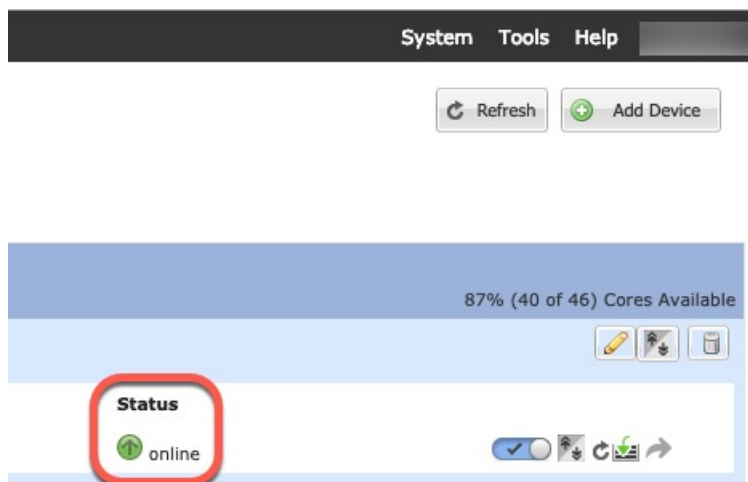 System Tools Help
Refresh Add Device
87% (40 of 46) Cores Available
Status
online